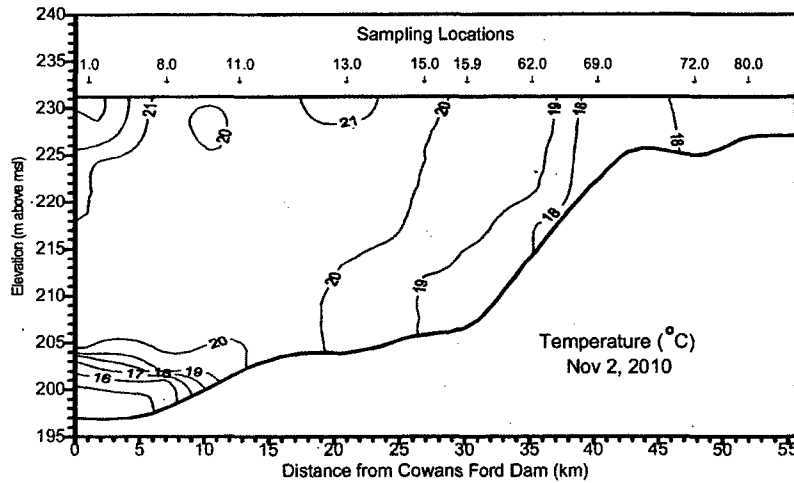 240
235
230
225
220
215
210
205
200
195
Elevation (m above msl)
Sampling Locations
1.0 8.0 11.0 13.0 15.0 15.9 62.0 69.0 72.0 80.0
21
20
21
20
19
18
18
18
20
19
20
16 17 18 19
Temperature (°C)
Nov 2, 2010
0 5 10 15 20 25 30 35 40 45 50 55
Distance from Cowans Ford Dam (km)